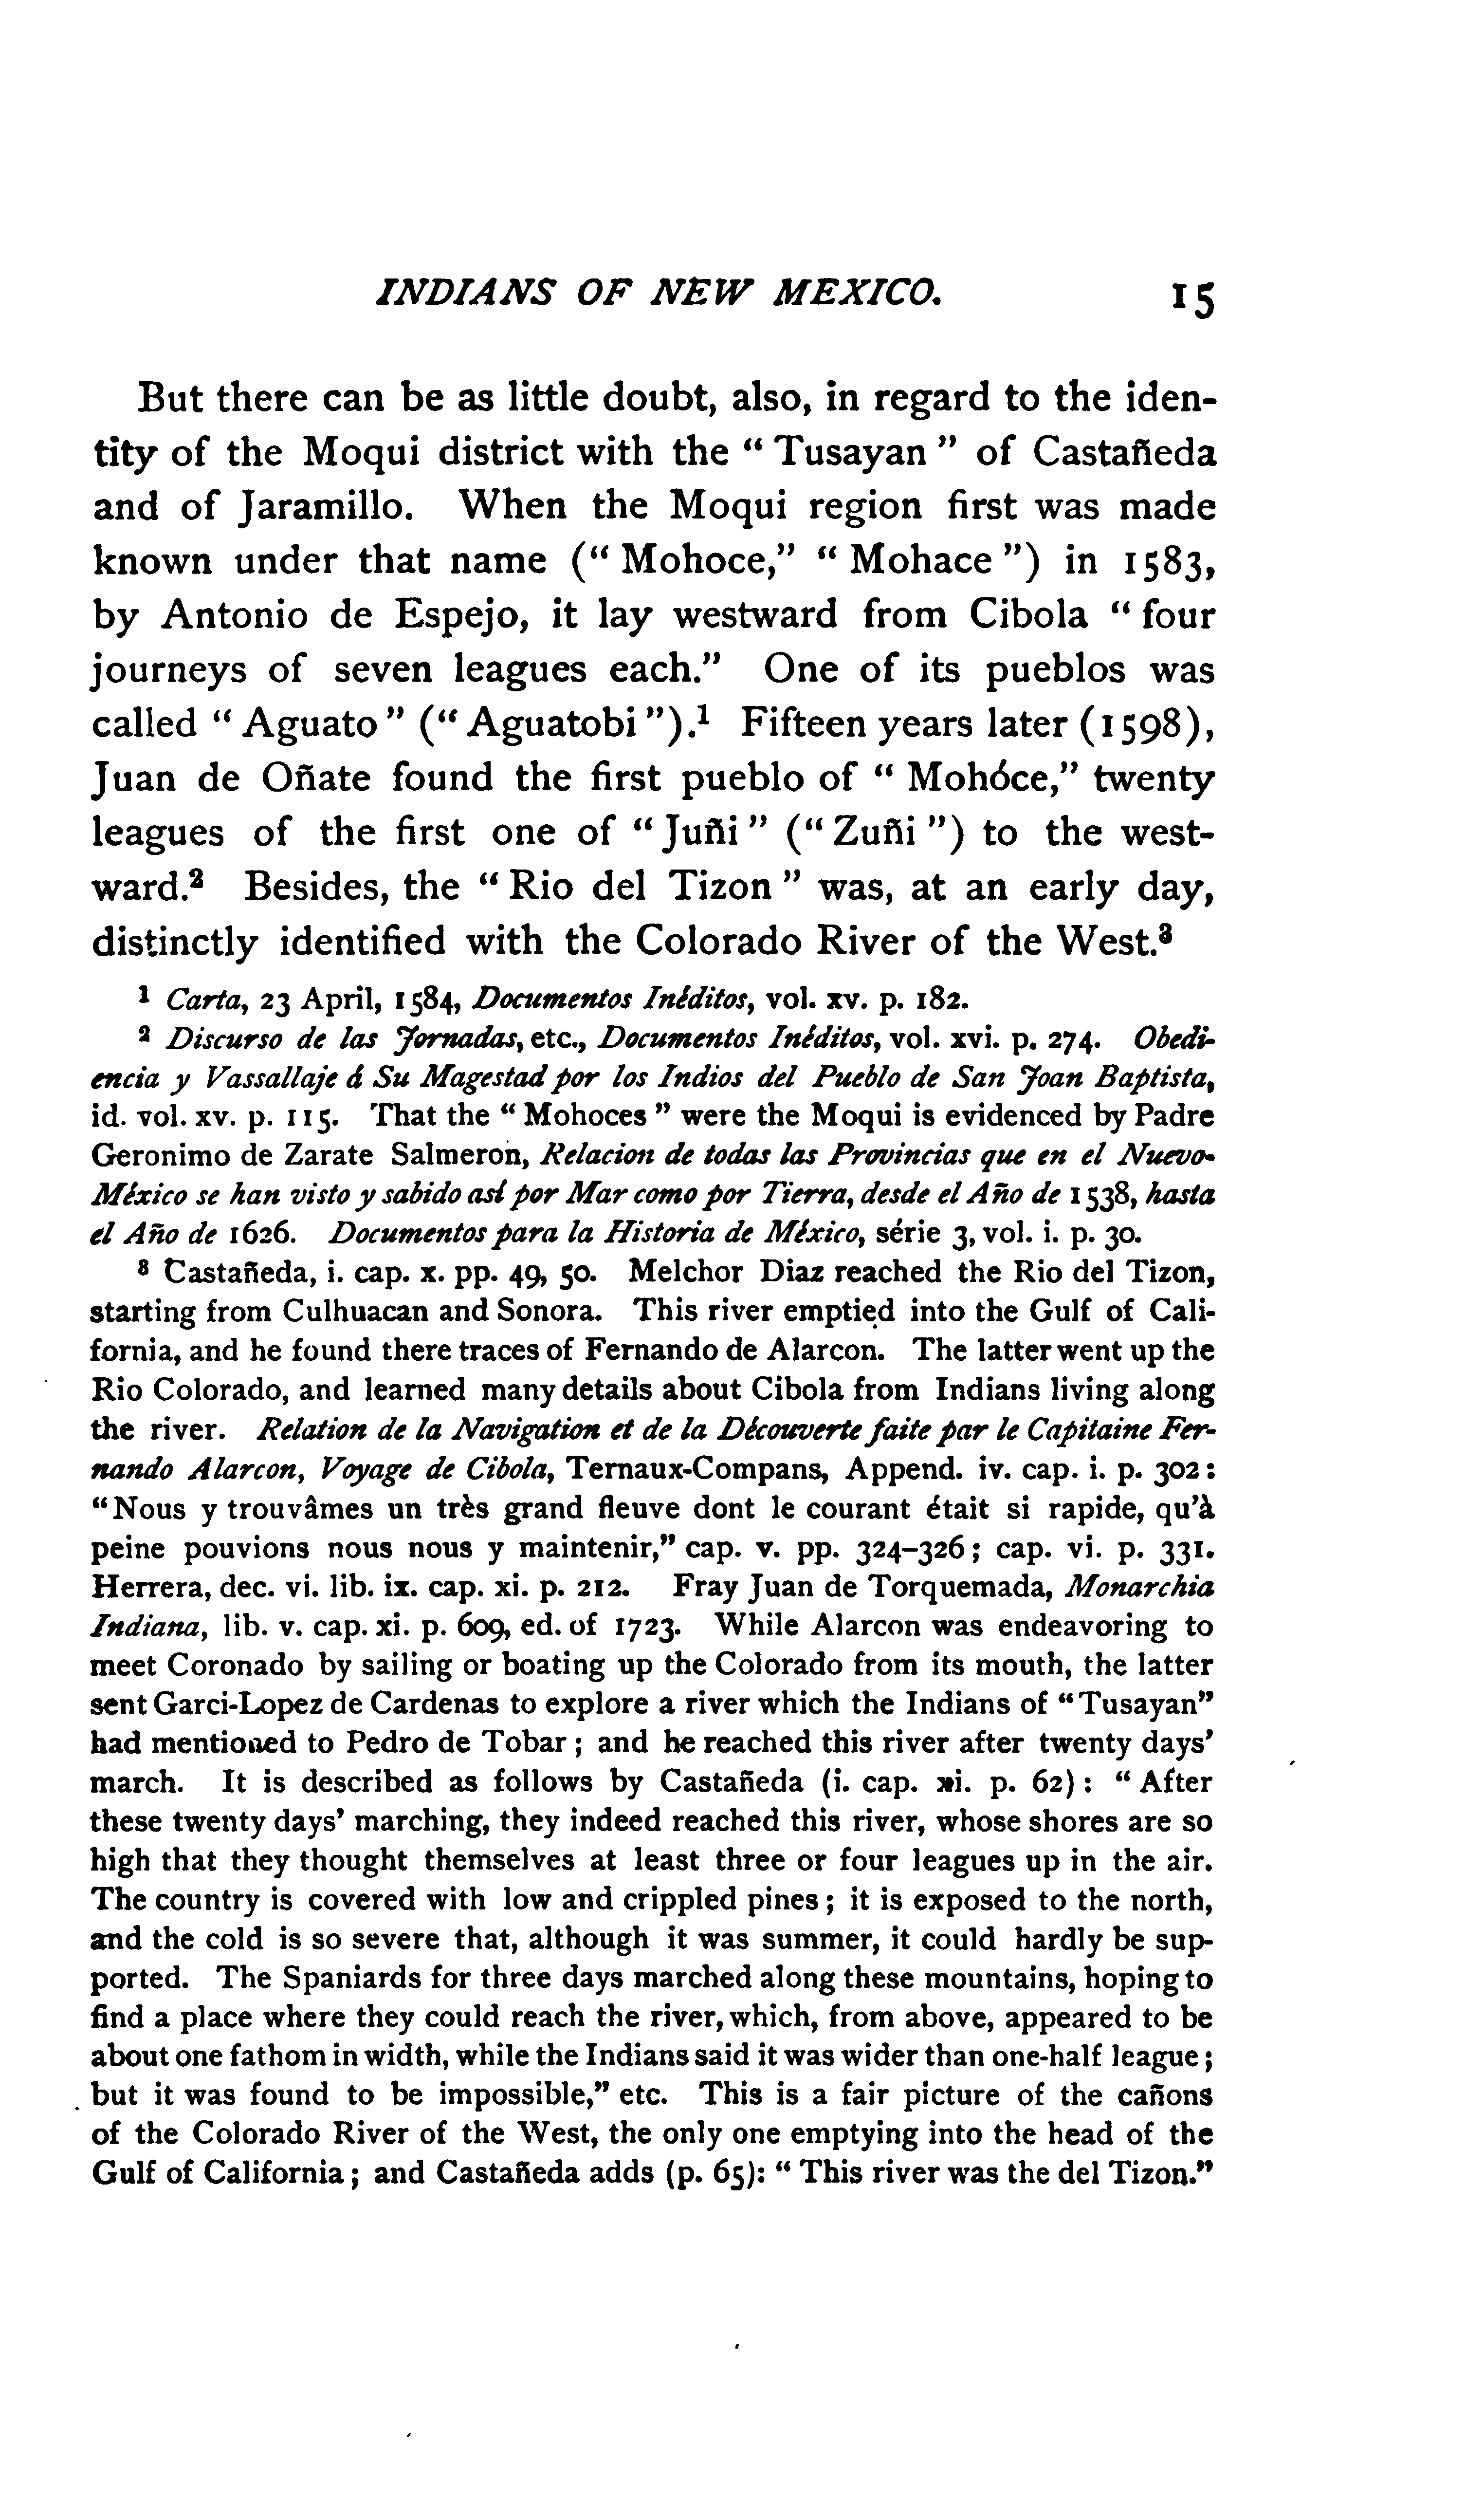 INDIANS OF NEW MEXICO. 15
But there can be as little doubt, also, in regard to the iden-
tity of the Moqui district with the “Tusayan” of Castañeda
and of Jaramillo. When the Moqui region first was made
known under that name (“Mohoce,” “Mohace”) in 1583,
by Antonio de Espejo, it lay westward from Cibola “four
journeys of seven leagues each.” One of its pueblos was
called “Aguato” (“Aguatobi”).¹ Fifteen years later (1598),
Juan de Oñate found the first pueblo of “Mohóce,” twenty
leagues of the first one of “Juñi” (“Zuñi”) to the west-
ward.² Besides, the “Rio del Tizon” was, at an early day,
distinctly identified with the Colorado River of the West.³
¹ Carta, 23 April, 1584, Documentos Inéditos, vol. xv. p. 182.
² Discurso de las Jornadas, etc., Documentos Inéditos, vol. xvi. p. 274. Obedi-
encia y Vassallaje á Su Magestad por los Indios del Pueblo de San Joan Baptista,
id. vol. xv. p. 115. That the “Mohoces” were the Moqui is evidenced by Padre
Geronimo de Zarate Salmeron, Relacion de todas las Provincias que en el Nuevo-
México se han visto y sabido así por Mar como por Tierra, desde el Año de 1538, hasta
el Año de 1626. Documentos para la Historia de México, série 3, vol. i. p. 30.
³ Castañeda, i. cap. x. pp. 49, 50. Melchor Diaz reached the Rio del Tizon,
starting from Culhuacan and Sonora. This river emptied into the Gulf of Cali-
fornia, and he found there traces of Fernando de Alarcon. The latter went up the
Rio Colorado, and learned many details about Cibola from Indians living along
the river. Relation de la Navigation et de la Découverte faite par le Capitaine Fer-
nando Alarcon, Voyage de Cibola, Ternaux-Compans, Append. iv. cap. i. p. 302:
“Nous y trouvâmes un très grand fleuve dont le courant était si rapide, qu’à
peine pouvions nous nous y maintenir,” cap. v. pp. 324–326; cap. vi. p. 331.
Herrera, dec. vi. lib. ix. cap. xi. p. 212. Fray Juan de Torquemada, Monarchia
Indiana, lib. v. cap. xi. p. 609, ed. of 1723. While Alarcon was endeavoring to
meet Coronado by sailing or boating up the Colorado from its mouth, the latter
sent Garci-Lopez de Cardenas to explore a river which the Indians of “Tusayan”
had mentioned to Pedro de Tobar; and he reached this river after twenty days’
march. It is described as follows by Castañeda (i. cap. xi. p. 62): “After
these twenty days’ marching, they indeed reached this river, whose shores are so
high that they thought themselves at least three or four leagues up in the air.
The country is covered with low and crippled pines; it is exposed to the north,
and the cold is so severe that, although it was summer, it could hardly be sup-
ported. The Spaniards for three days marched along these mountains, hoping to
find a place where they could reach the river, which, from above, appeared to be
about one fathom in width, while the Indians said it was wider than one-half league;
but it was found to be impossible,” etc. This is a fair picture of the cañons
of the Colorado River of the West, the only one emptying into the head of the
Gulf of California; and Castañeda adds (p. 65): “This river was the del Tizon.”